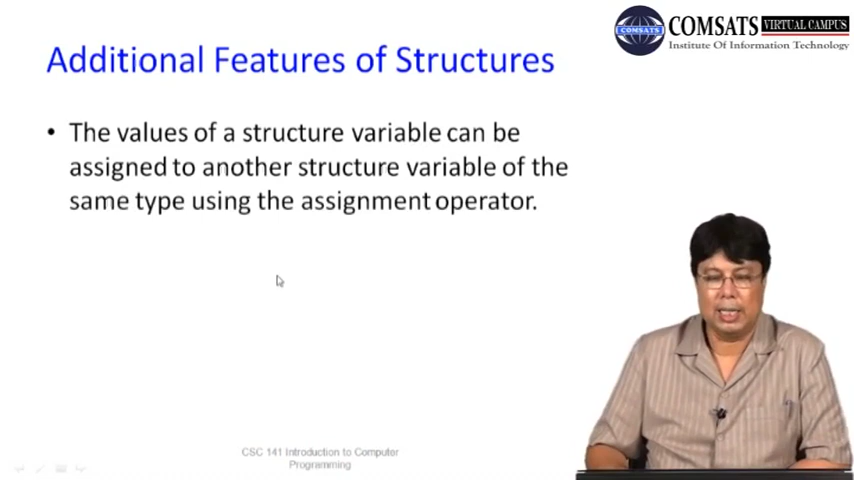 COMSATS VIRTUAL CAMPUS
COMSATS
Institute Of Information Technology
Additional Features of Structures
• The values of a structure variable can be
assigned to another structure variable of the
same type using the assignment operator.
CSC 141 Introduction to Computer
Programming